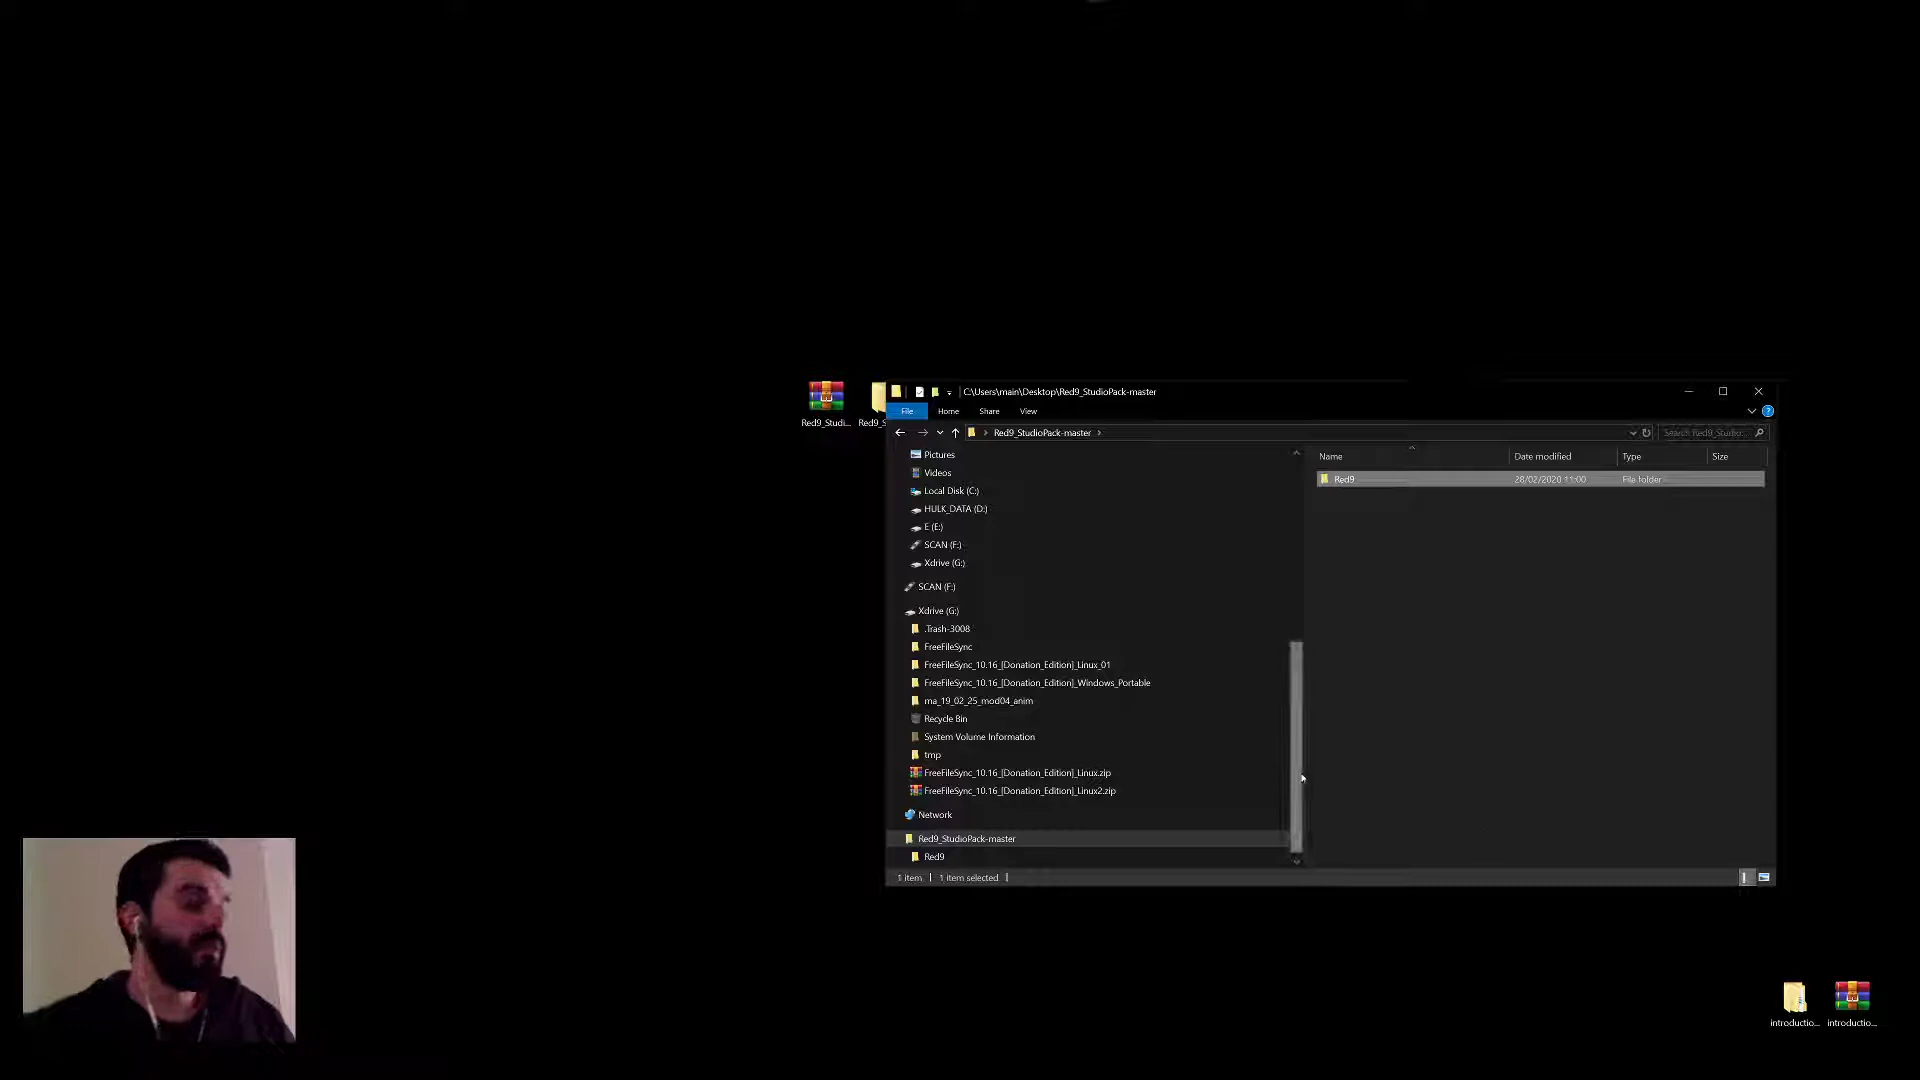 C:\Users\main\Desktop\Red9_StudioPack-master
File Home Share View
Red9_StudioPack-master
Search Red9_Studio...
Red9_Studi...
Red9_S
Pictures
Videos
Local Disk (C:)
HULK_DATA (D:)
E (E:)
SCAN (F:)
Xdrive (G:)
SCAN (F:)
Xdrive (G:)
.Trash-3008
FreeFileSync
FreeFileSync_10.16_[Donation_Edition]_Linux_01
FreeFileSync_10.16_[Donation_Edition]_Windows_Portable
ma_19_02_25_mod04_anim
Recycle Bin
System Volume Information
tmp
FreeFileSync_10.16_[Donation_Edition]_Linux.zip
FreeFileSync_10.16_[Donation_Edition]_Linux2.zip
Network
Red9_StudioPack-master
Red9
Name Date modified Type Size
Red9 28/02/2020 11:00 File folder
1 item 1 item selected
introductio...
introductio...